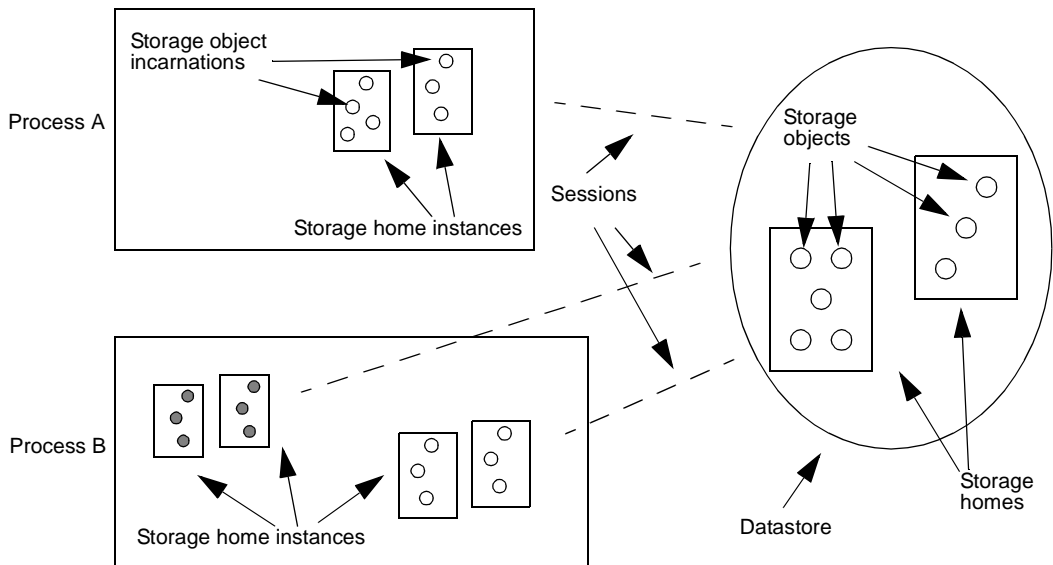 Storage object
incarnations
Process A
Storage home instances
Sessions
Storage
objects
Process B
Storage home instances
Datastore
Storage
homes